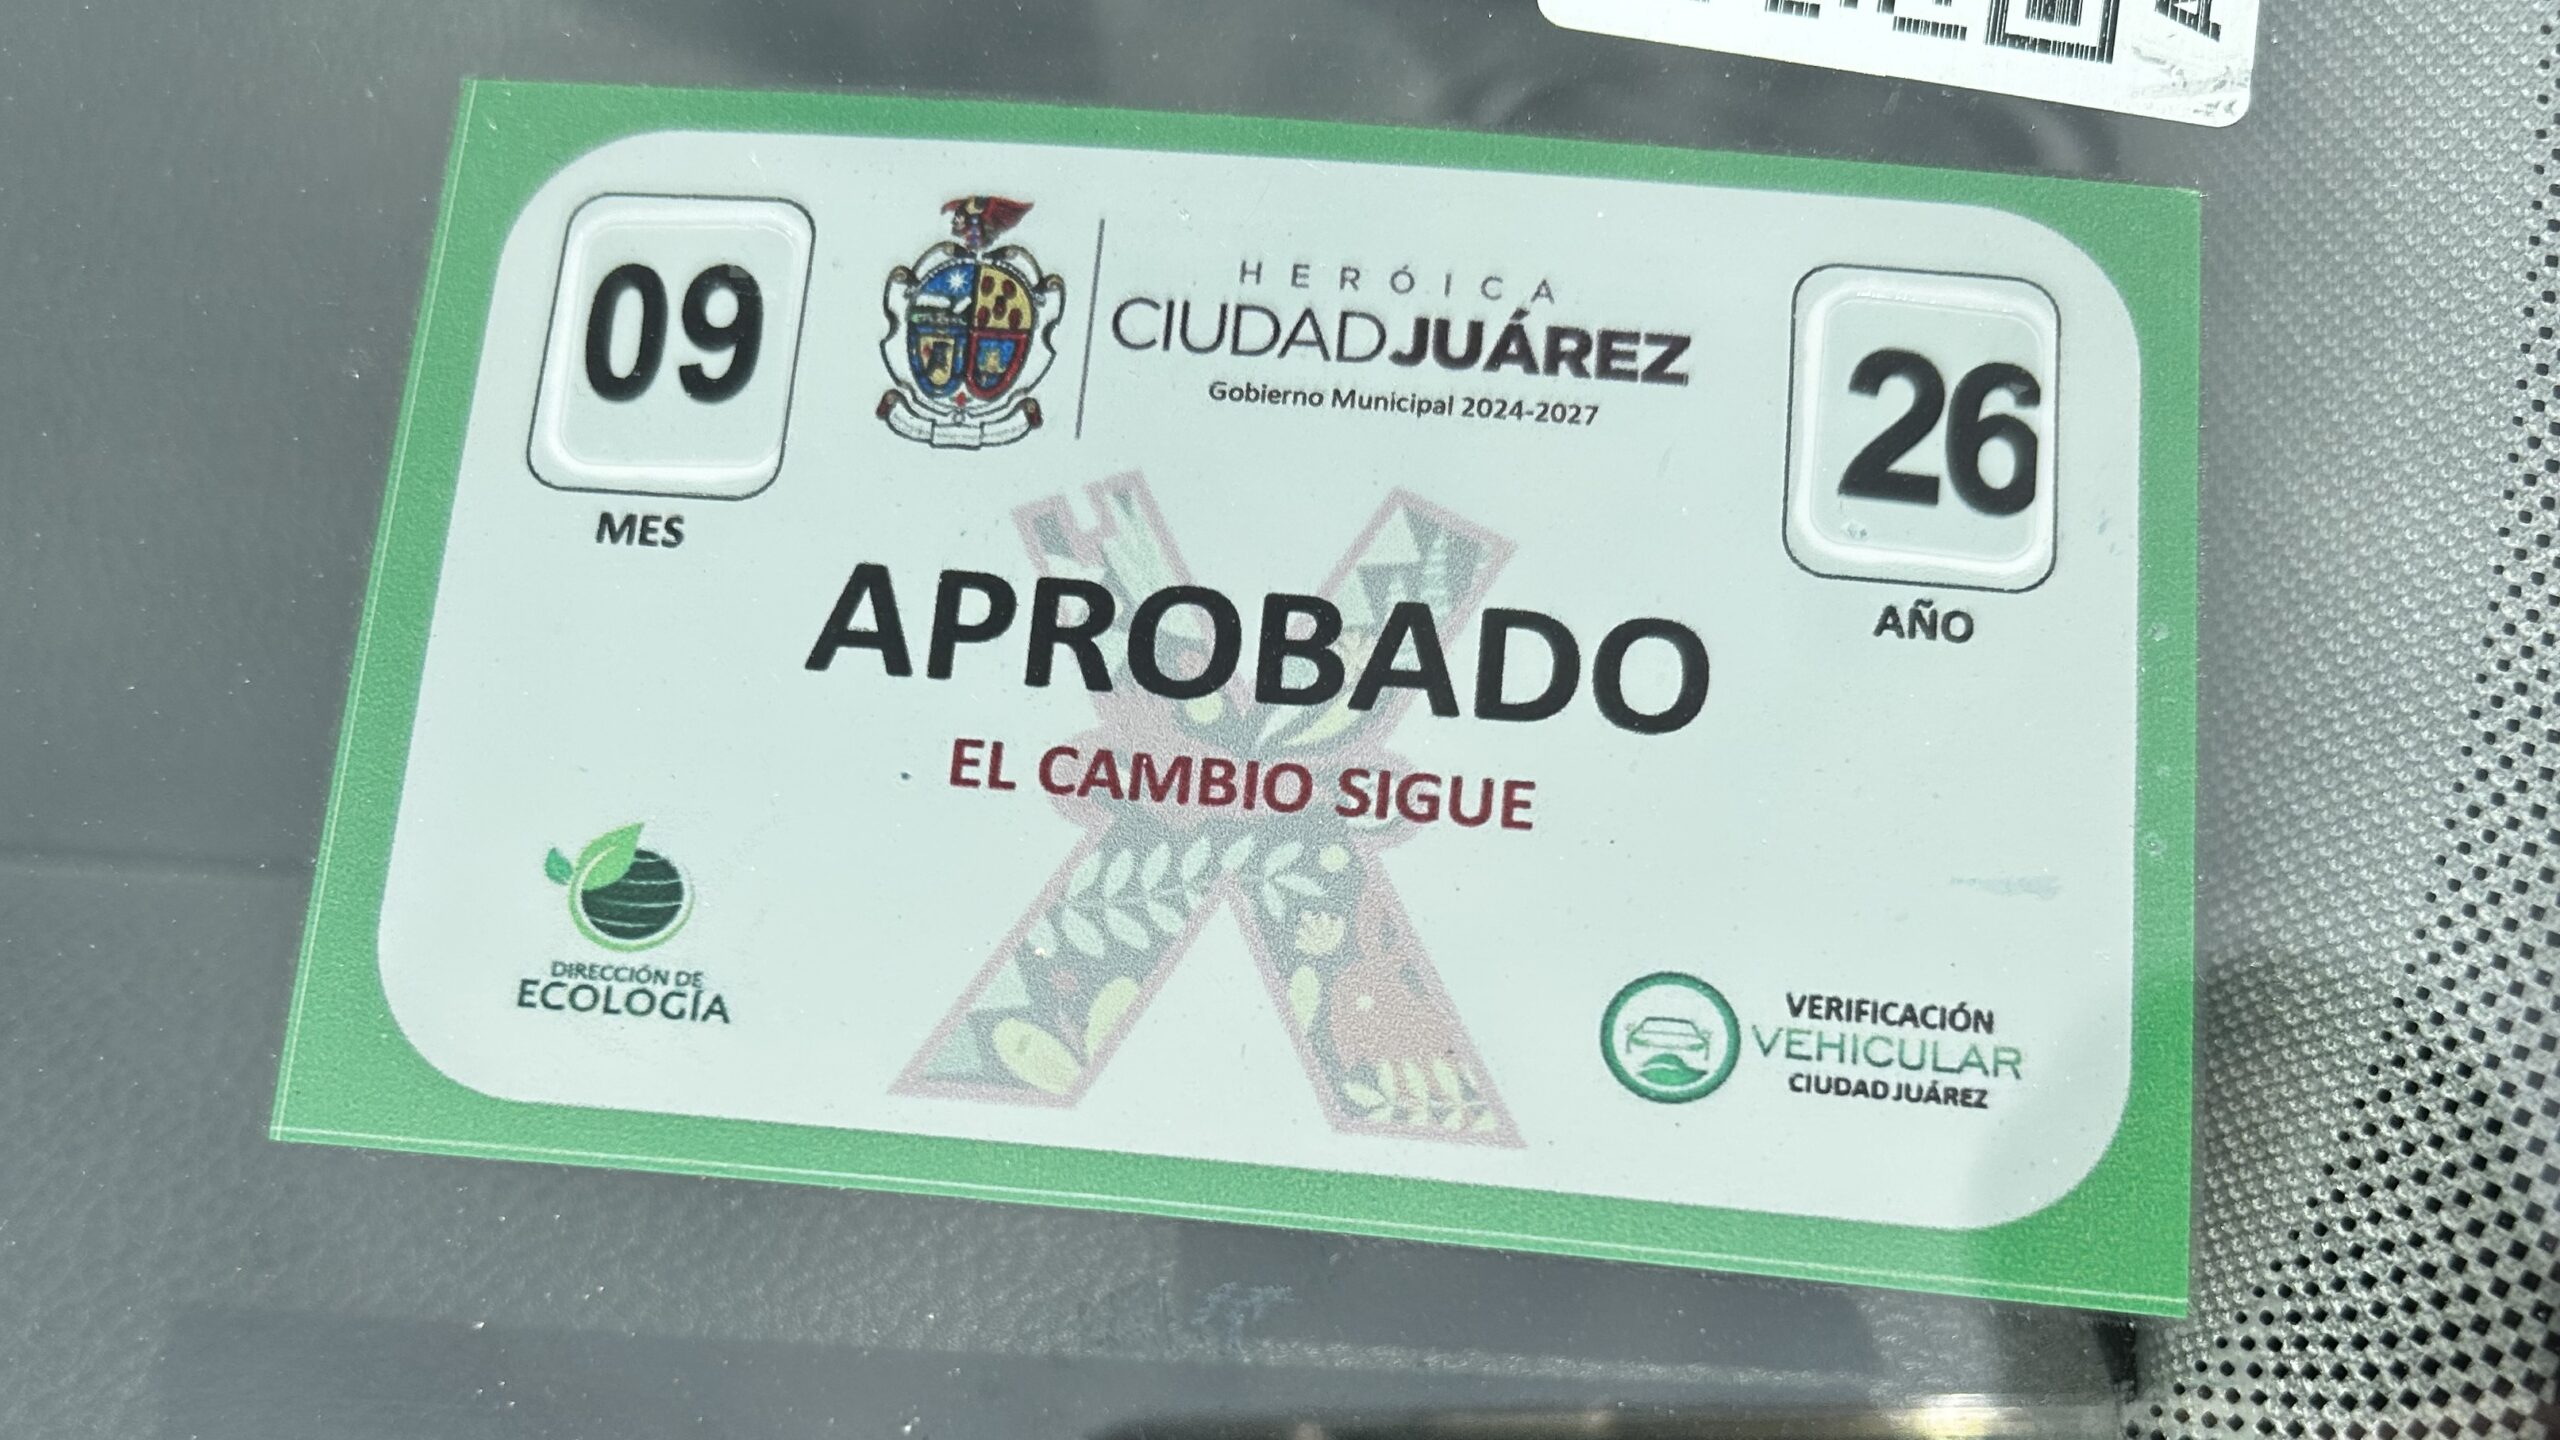 09
MES
HERÓICA
CIUDAD JUÁREZ
Gobierno Municipal 2024-2027
26
AÑO
APROBADO
EL CAMBIO SIGUE
DIRECCIÓN DE
ECOLOGÍA
VERIFICACIÓN
VEHICULAR
CIUDAD JUÁREZ